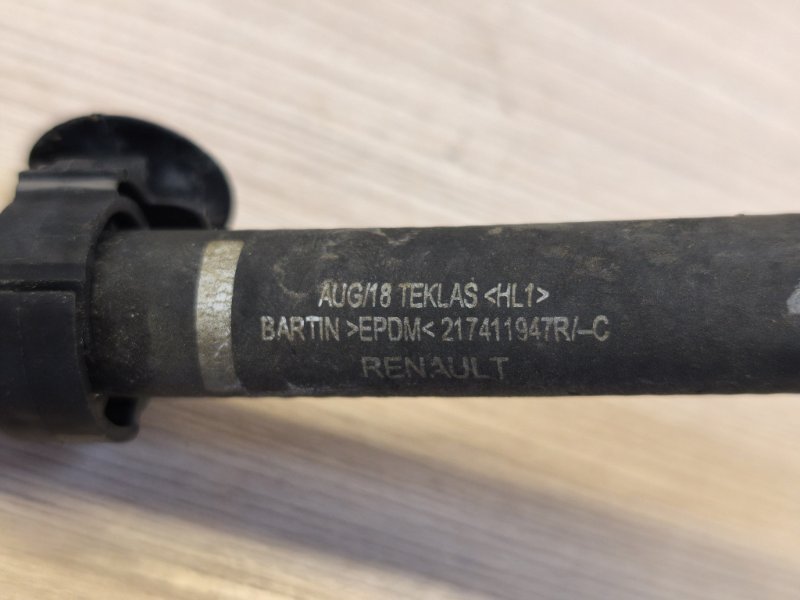 AUG/18 TEKLAS <HL1>
BARTIN >EPDM< 217411947R/-C
RENAULT